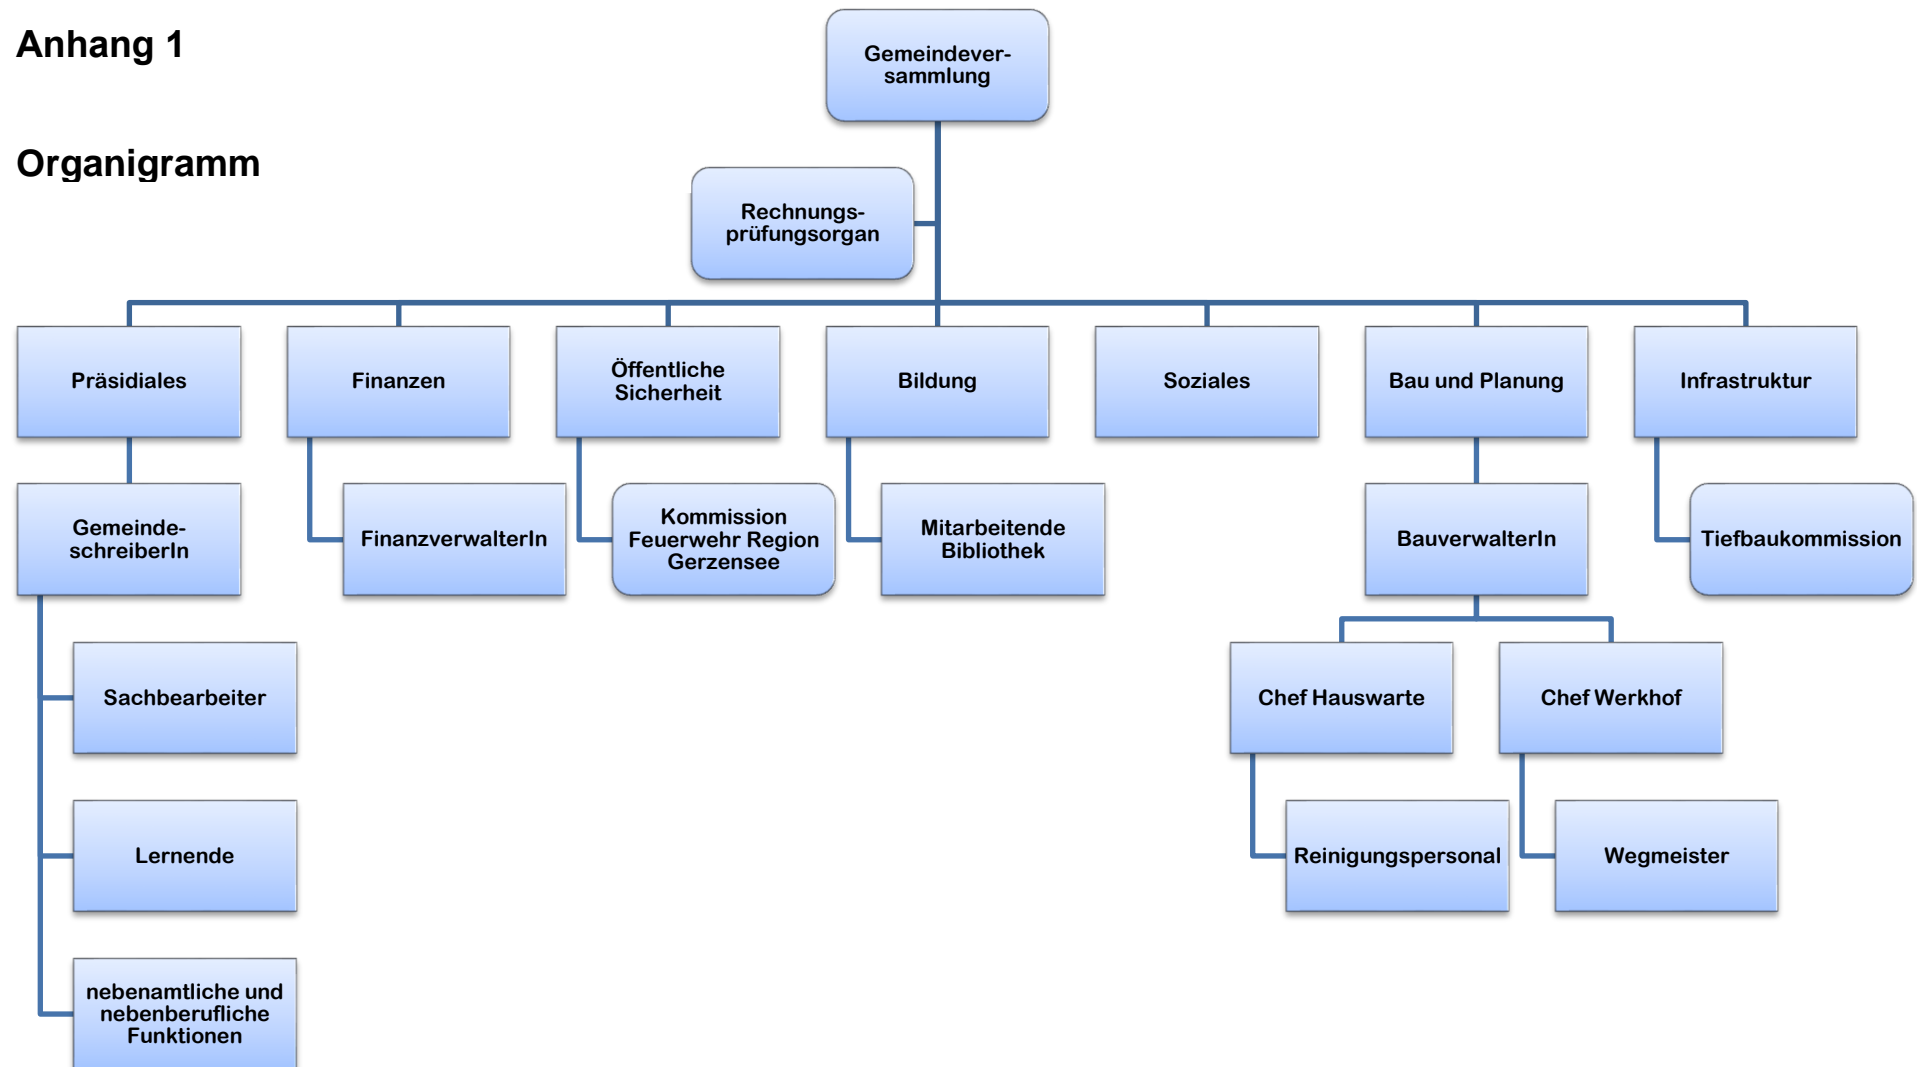 Anhang 1
Gemeindever-
sammlung
Organigramm
Rechnungs-
prüfungsorgan
Präsidiales
Finanzen
Öffentliche
Sicherheit
Bildung
Soziales
Bau und Planung
Infrastruktur
Gemeinde-
schreiberIn
FinanzverwalterIn
Kommission
Feuerwehr Region
Gerzensee
Mitarbeitende
Bibliothek
BauverwalterIn
Tiefbaukommission
Sachbearbeiter
Chef Hauswarte
Chef Werkhof
Lernende
Reinigungspersonal
Wegmeister
nebenamtliche und
nebenberufliche
Funktionen